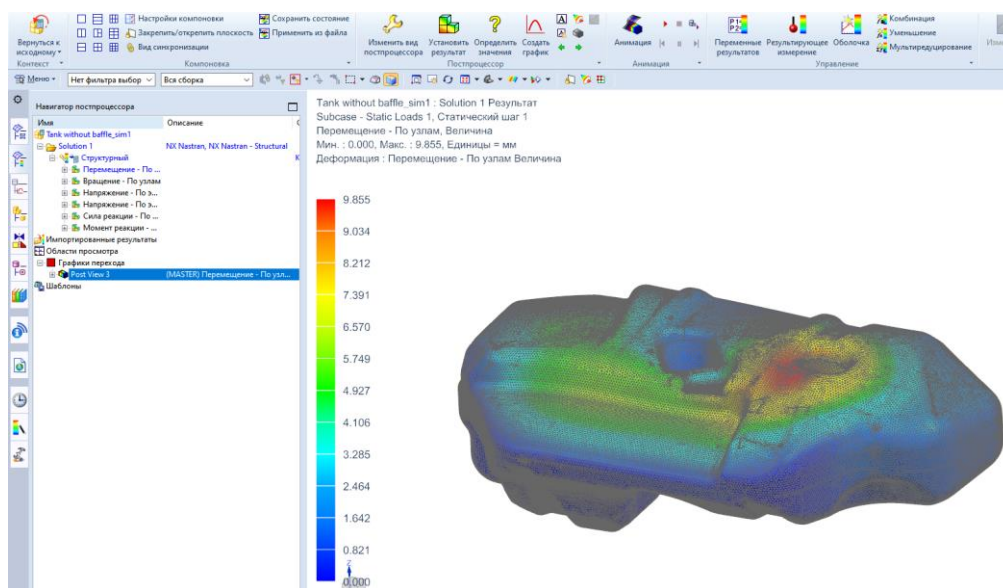 Вернуться к исходному
Контекст
Настройки компоновки
Закрепить/открепить плоскость
Вид синхронизации
Сохранить состояние
Применить из файла
Компоновка
Изменить вид постпроцессора
Установить результат
Определить значения
Создать график
Постпроцессор
Анимация
Анимация
Переменные результатов
Результирующее измерение
Оболочка
Комбинация
Уменьшение
Мультиредуцирование
Управление
Меню
Нет фильтра выбор
Вся сборка
Навигатор постпроцессора
Имя Описание
Tank without baffle_sim1
Solution 1 NX Nastran, NX Nastran - Structural
Структурный
Перемещение - По ...
Вращение - По узлам
Напряжение - По э...
Напряжение - По э...
Сила реакции - По ...
Момент реакции - ...
Импортированные результаты
Области просмотра
Графики перехода
Post View 3 (MASTER) Перемещение - По узл...
Шаблоны
Tank without baffle_sim1 : Solution 1 Результат
Subcase - Static Loads 1, Статический шаг 1
Перемещение - По узлам, Величина
Мин. : 0.000, Макс. : 9.855, Единицы = мм
Деформация : Перемещение - По узлам Величина
9.855
9.034
8.212
7.391
6.570
5.749
4.927
4.106
3.285
2.464
1.642
0.821
0.000